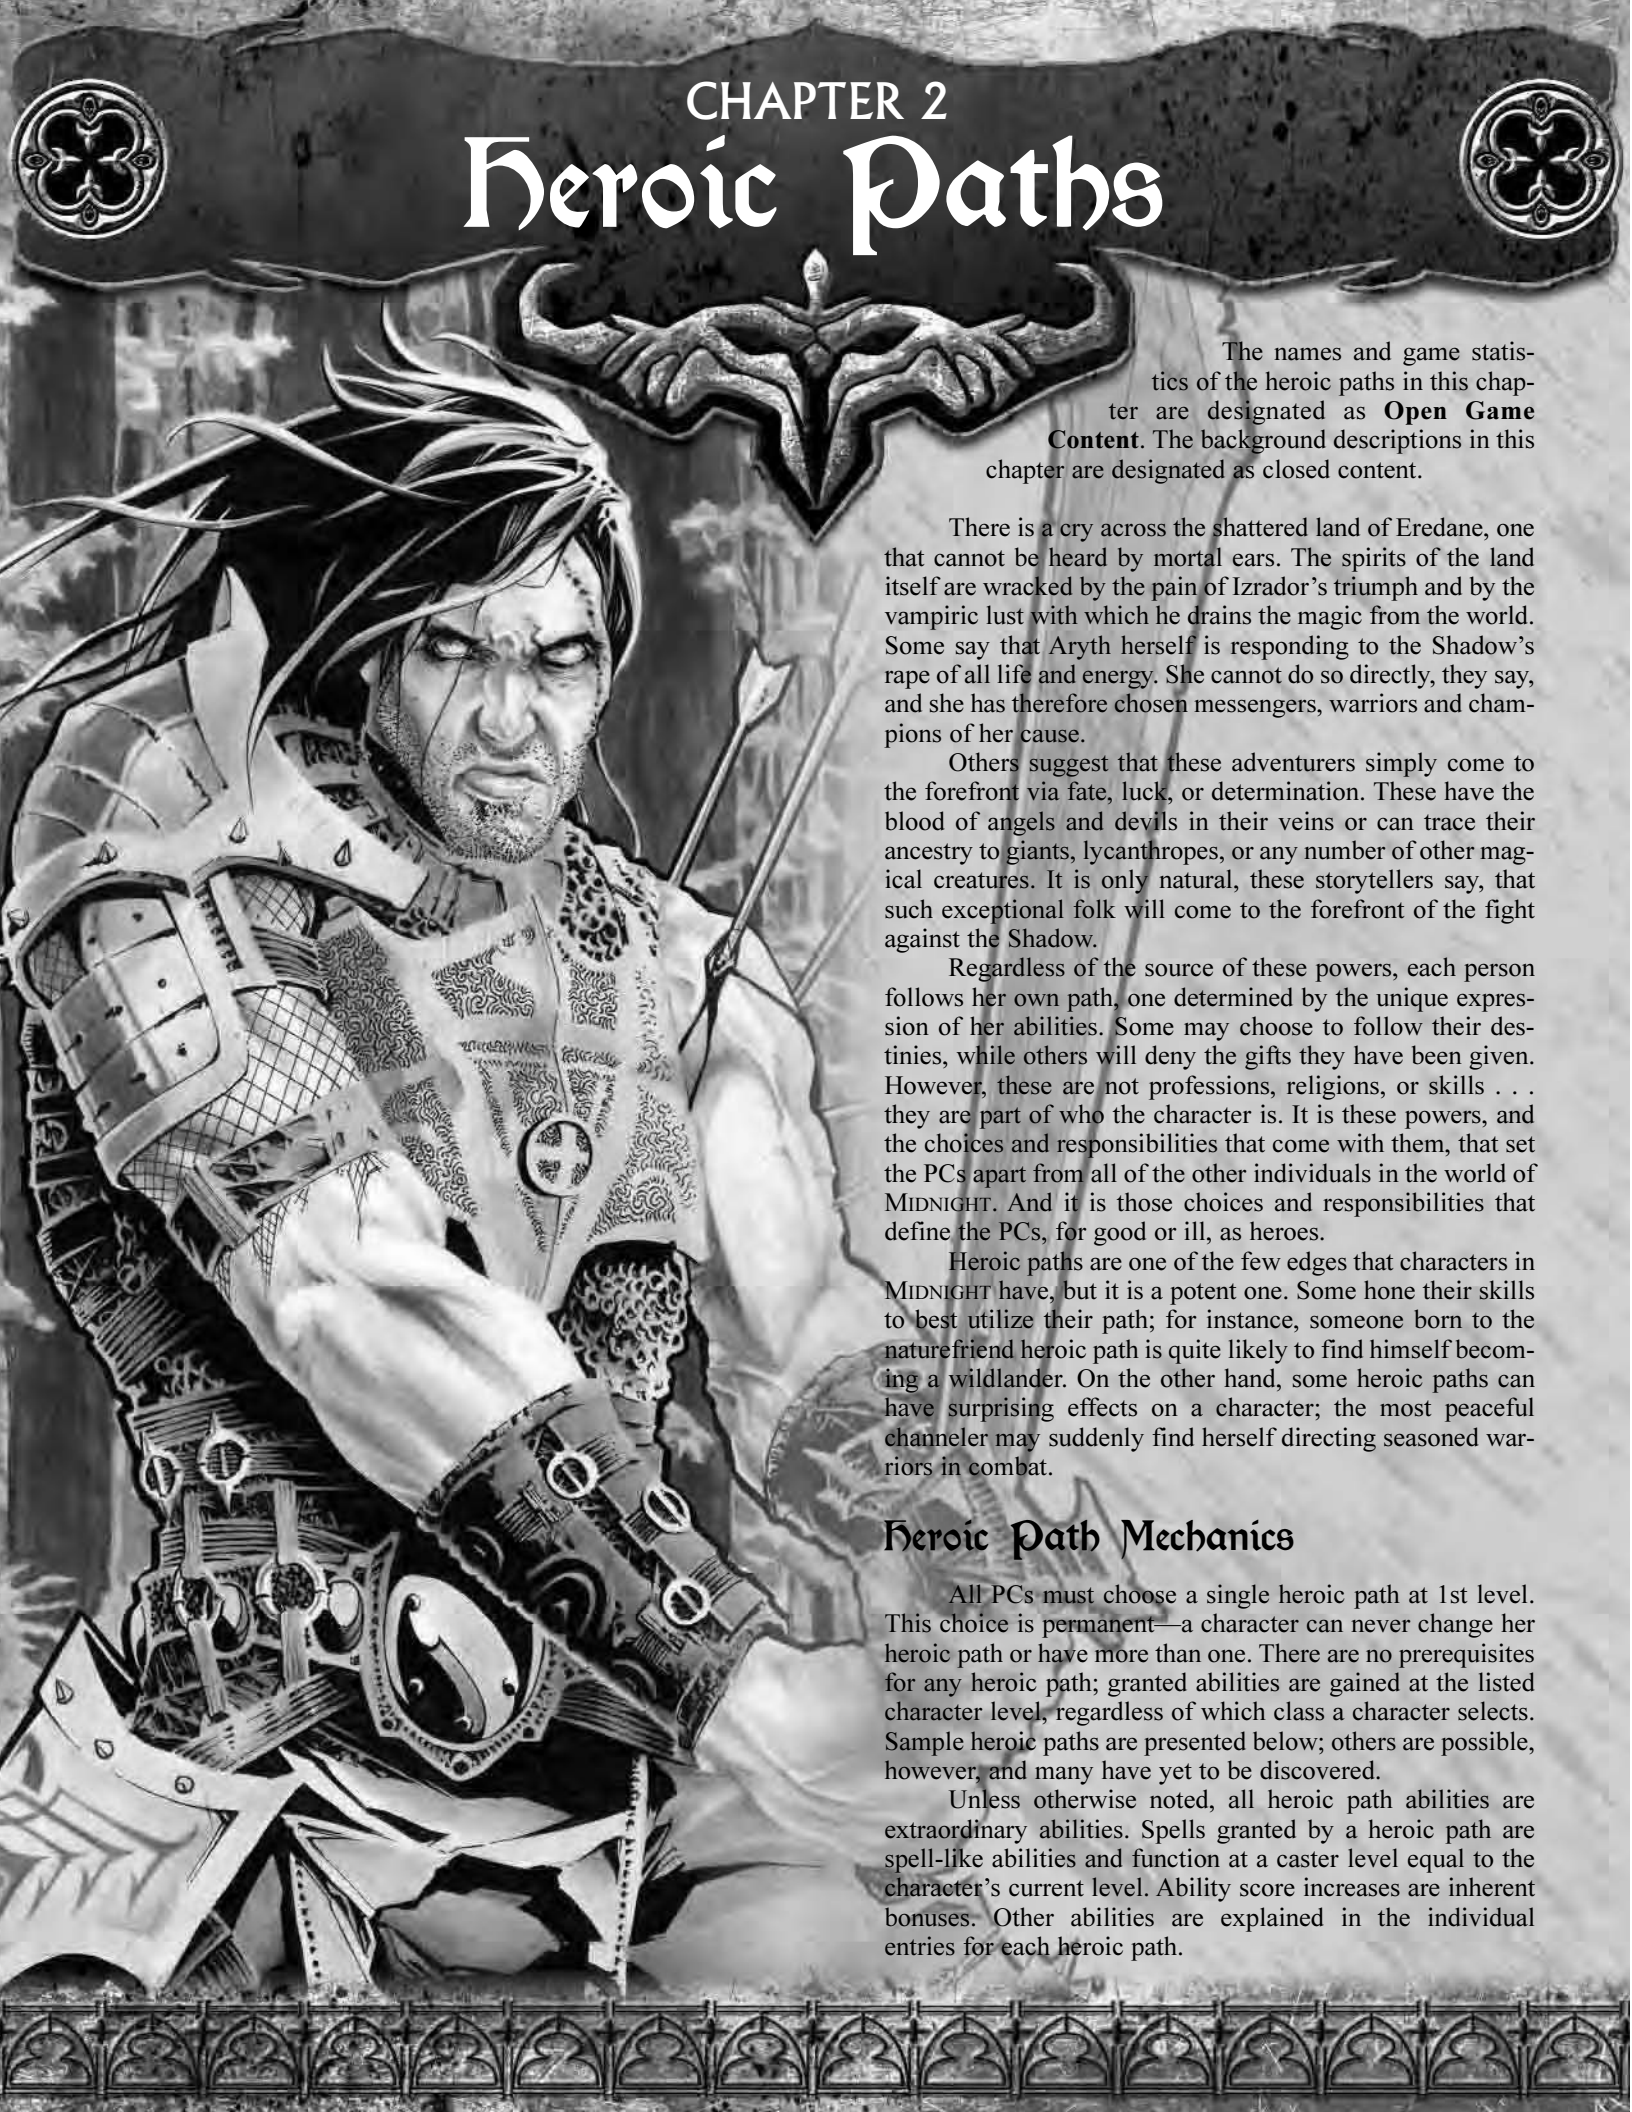 CHAPTER 2
Heroic Paths
The names and game statis-
tics of the heroic paths in this chap-
ter are designated as Open Game
Content. The background descriptions in this
chapter are designated as closed content.
There is a cry across the shattered land of Eredane, one
that cannot be heard by mortal ears. The spirits of the land
itself are wracked by the pain of Izrador’s triumph and by the
vampiric lust with which he drains the magic from the world.
Some say that Aryth herself is responding to the Shadow’s
rape of all life and energy. She cannot do so directly, they say,
and she has therefore chosen messengers, warriors and cham-
pions of her cause.
Others suggest that these adventurers simply come to
the forefront via fate, luck, or determination. These have the
blood of angels and devils in their veins or can trace their
ancestry to giants, lycanthropes, or any number of other mag-
ical creatures. It is only natural, these storytellers say, that
such exceptional folk will come to the forefront of the fight
against the Shadow.
Regardless of the source of these powers, each person
follows her own path, one determined by the unique expres-
sion of her abilities. Some may choose to follow their des-
tinies, while others will deny the gifts they have been given.
However, these are not professions, religions, or skills . . .
they are part of who the character is. It is these powers, and
the choices and responsibilities that come with them, that set
the PCs apart from all of the other individuals in the world of
MIDNIGHT. And it is those choices and responsibilities that
define the PCs, for good or ill, as heroes.
Heroic paths are one of the few edges that characters in
MIDNIGHT have, but it is a potent one. Some hone their skills
to best utilize their path; for instance, someone born to the
naturefriend heroic path is quite likely to find himself becom-
ing a wildlander. On the other hand, some heroic paths can
have surprising effects on a character; the most peaceful
channeler may suddenly find herself directing seasoned war-
riors in combat.
Heroic Path Mechanics
All PCs must choose a single heroic path at 1st level.
This choice is permanent—a character can never change her
heroic path or have more than one. There are no prerequisites
for any heroic path; granted abilities are gained at the listed
character level, regardless of which class a character selects.
Sample heroic paths are presented below; others are possible,
however, and many have yet to be discovered.
Unless otherwise noted, all heroic path abilities are
extraordinary abilities. Spells granted by a heroic path are
spell-like abilities and function at a caster level equal to the
character’s current level. Ability score increases are inherent
bonuses. Other abilities are explained in the individual
entries for each heroic path.